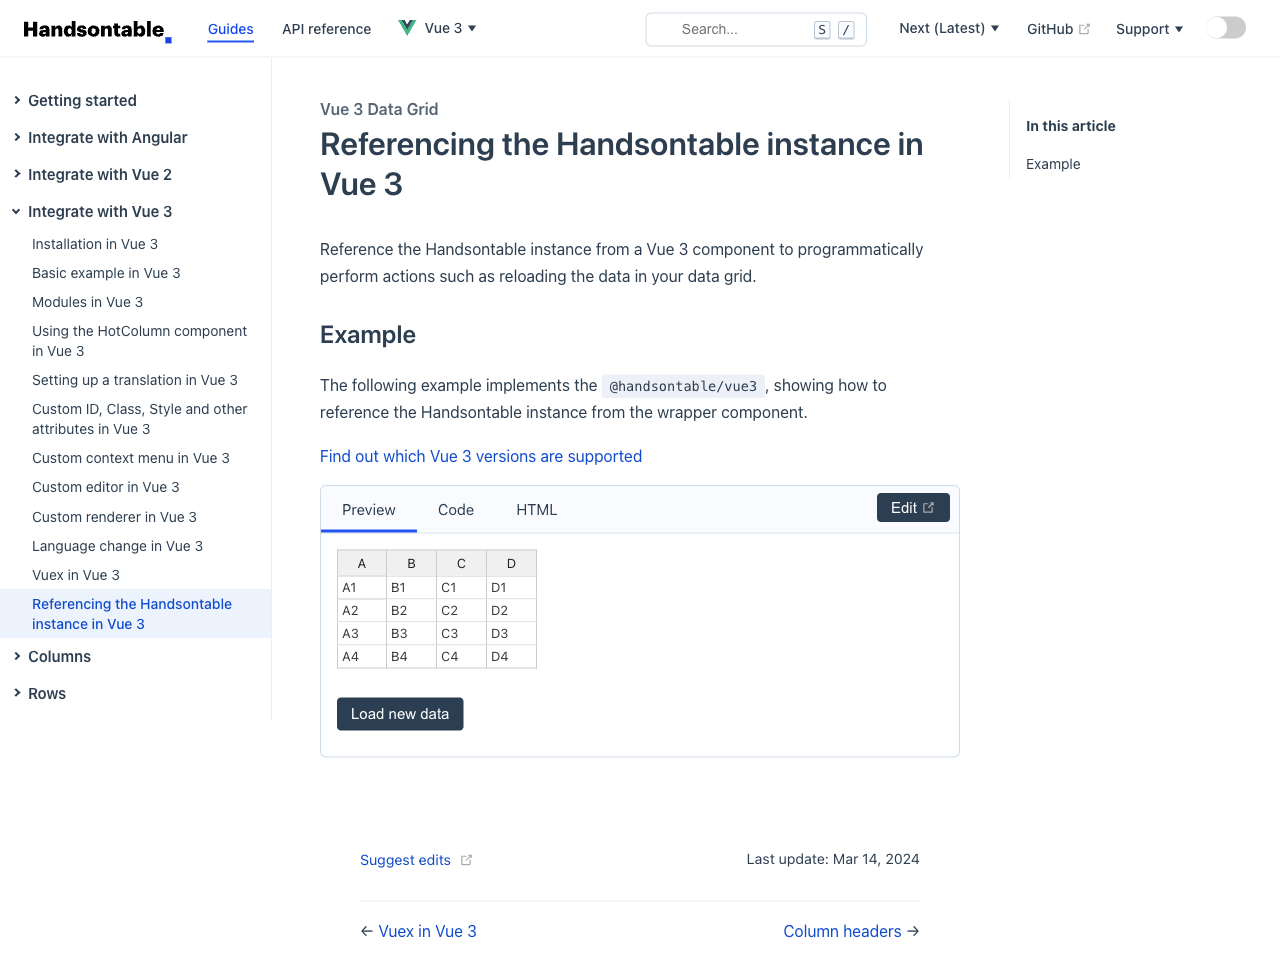 Handsontable
Guides
API reference
Vue 3
Search...
S
/
Next (Latest)
GitHub
Support
Getting started
Integrate with Angular
Integrate with Vue 2
Integrate with Vue 3
Installation in Vue 3
Basic example in Vue 3
Modules in Vue 3
Using the HotColumn component
in Vue 3
Setting up a translation in Vue 3
Custom ID, Class, Style and other
attributes in Vue 3
Custom context menu in Vue 3
Custom editor in Vue 3
Custom renderer in Vue 3
Language change in Vue 3
Vuex in Vue 3
Referencing the Handsontable
instance in Vue 3
Columns
Rows
Vue 3 Data Grid
Referencing the Handsontable instance in
Vue 3
Reference the Handsontable instance from a Vue 3 component to programmatically
perform actions such as reloading the data in your data grid.
Example
The following example implements the @handsontable/vue3, showing how to
reference the Handsontable instance from the wrapper component.
Find out which Vue 3 versions are supported
Preview
Code
HTML
Edit
A B C D
A1 B1 C1 D1
A2 B2 C2 D2
A3 B3 C3 D3
A4 B4 C4 D4
Load new data
Suggest edits
Last update: Mar 14, 2024
← Vuex in Vue 3
Column headers →
In this article
Example